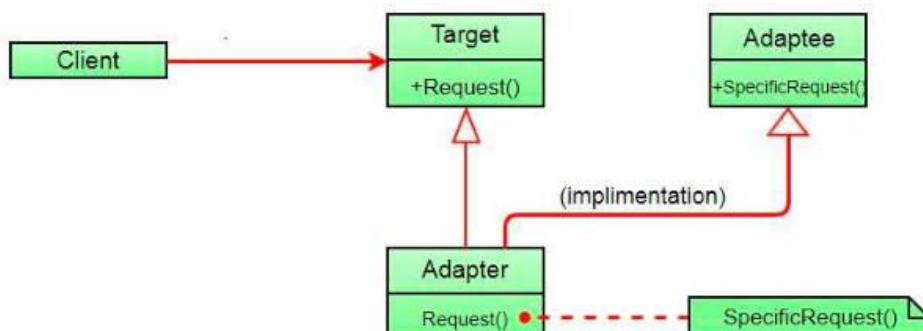 Client
Target
+Request()
Adaptee
+SpecificRequest()
(implimentation)
Adapter
Request()
SpecificRequest()